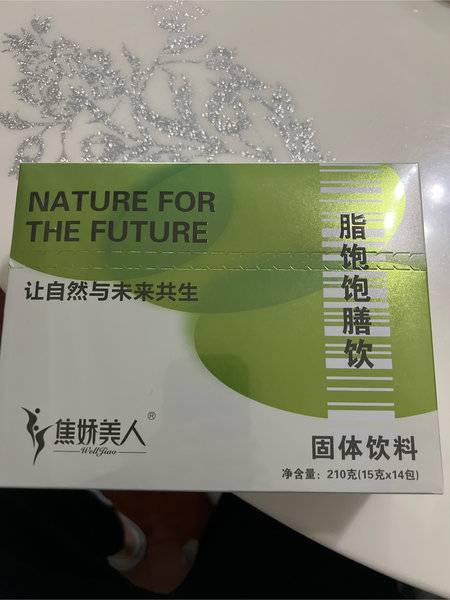 NATURE FOR
THE FUTURE
让自然与未来共生
脂饱饱膳饮
焦娇美人®
WellJiao
固体饮料
净含量：210克(15克x14包)